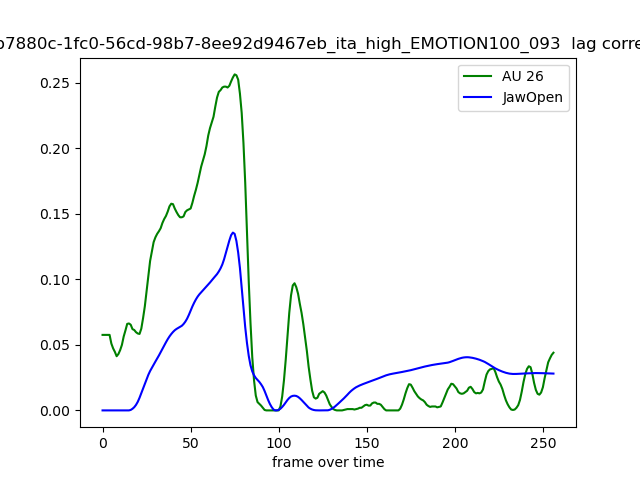 b7880c-1fc0-56cd-98b7-8ee92d9467eb_ita_high_EMOTION100_093 lag corre
AU 26
JawOpen
0.25
0.20
0.15
0.10
0.05
0.00
0 50 100 150 200 250
frame over time